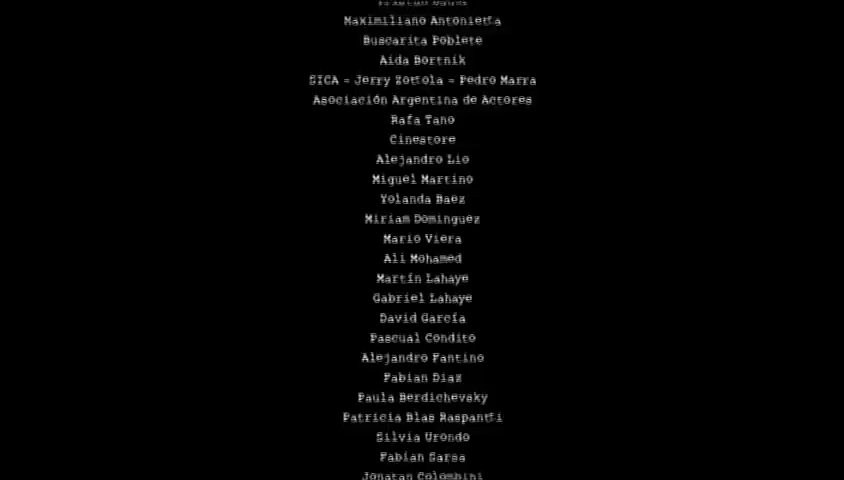 Maximiliano Antonietta
Buscarita Poblete
Aida Bortnik
SICA - Jerry Zottola - Pedro Marra
Asociación Argentina de Actores
Rafa Tano
Cinestore
Alejandro Lio
Miguel Martino
Yolanda Baez
Miriam Dominguez
Mario Viera
Ali Mohamed
Martín Lahaye
Gabriel Lahaye
David García
Pascual Condito
Alejandro Fantino
Fabian Diaz
Paula Berdichevsky
Patricia Blas Raspantti
Silvia Urondo
Fabian Sarsa
Jonatan Colombini